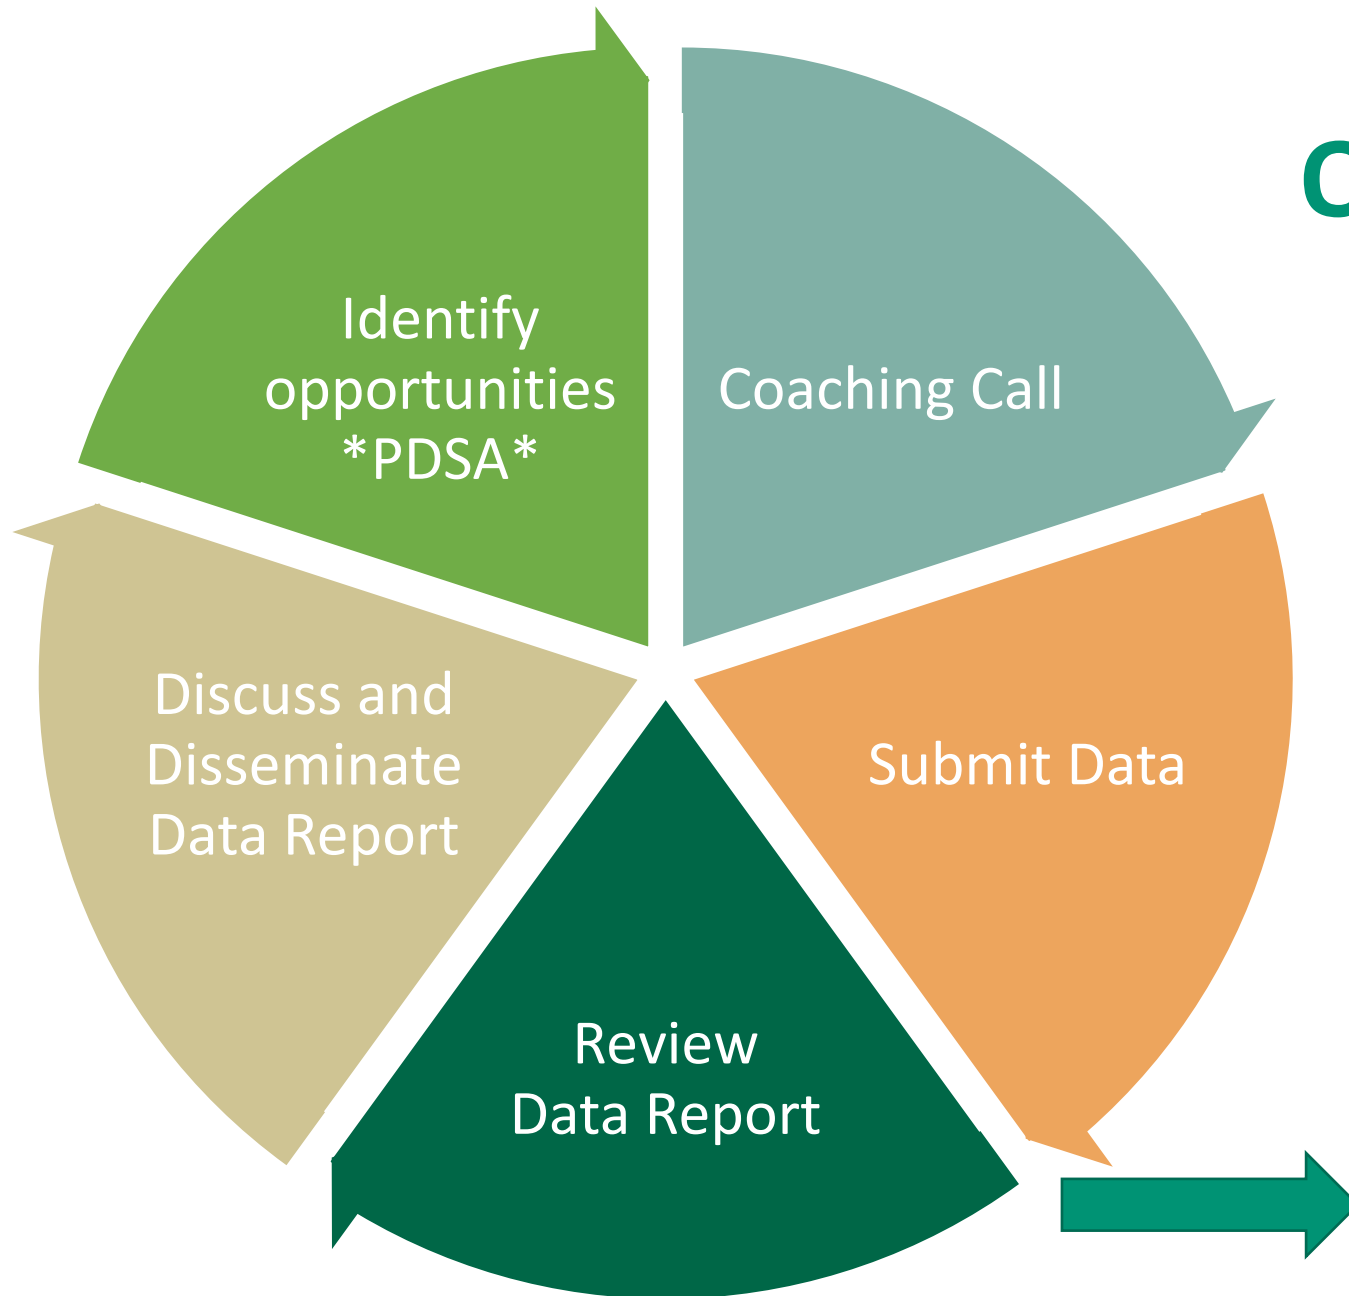 Identify
opportunities
*PDSA*
Coaching Call
Submit Data
Review
Data Report
Discuss and
Disseminate
Data Report